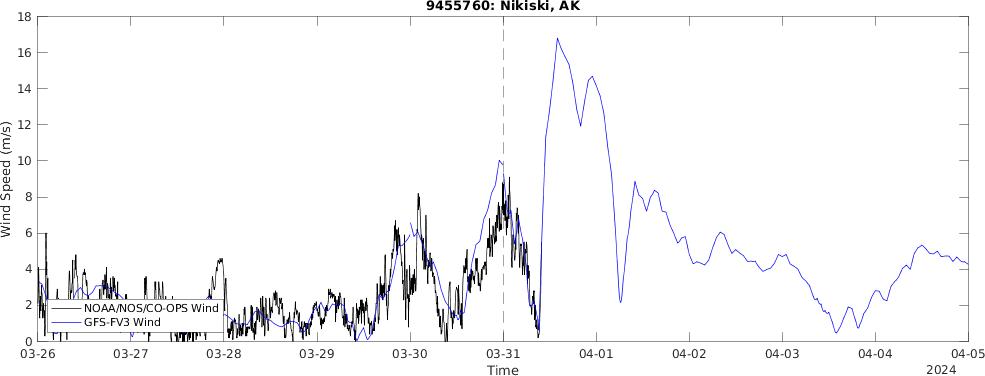 9455760: Nikiski, AK
Wind Speed (m/s)
18
16
14
12
10
8
6
4
2
0
NOAA/NOS/CO-OPS Wind
GFS-FV3 Wind
03-26 03-27 03-28 03-29 03-30 03-31 04-01 04-02 04-03 04-04 04-05
Time
2024